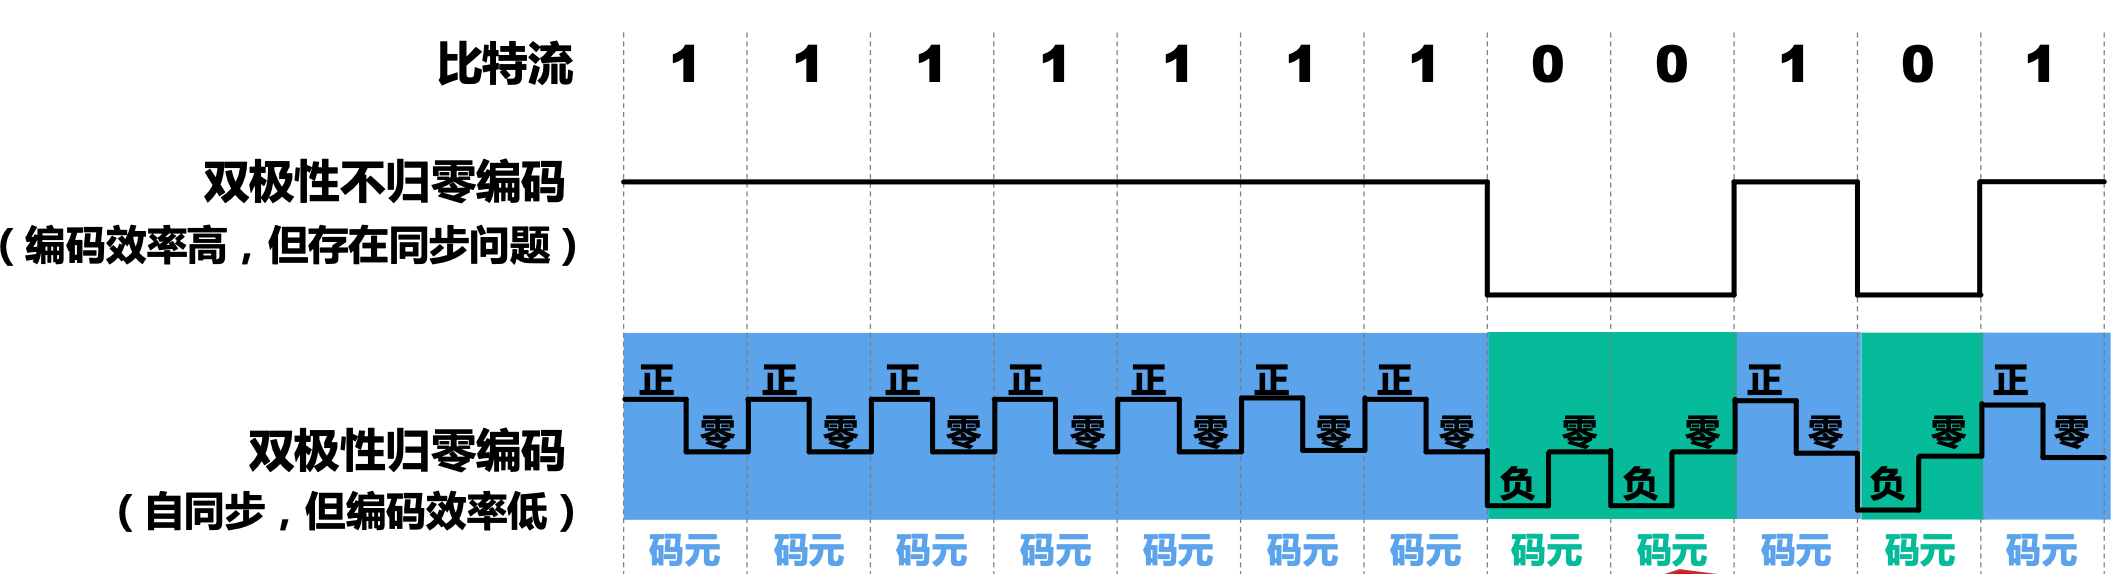 比特流 1 1 1 1 1 1 1 0 0 1 0 1
双极性不归零编码
（编码效率高，但存在同步问题）
正 正 正 正 正 正 正 正 正
零 零 零 零 零 零 零 零 零 零 零 零
双极性归零编码
负 负 负
（自同步，但编码效率低）
码元 码元 码元 码元 码元 码元 码元 码元 码元 码元 码元 码元